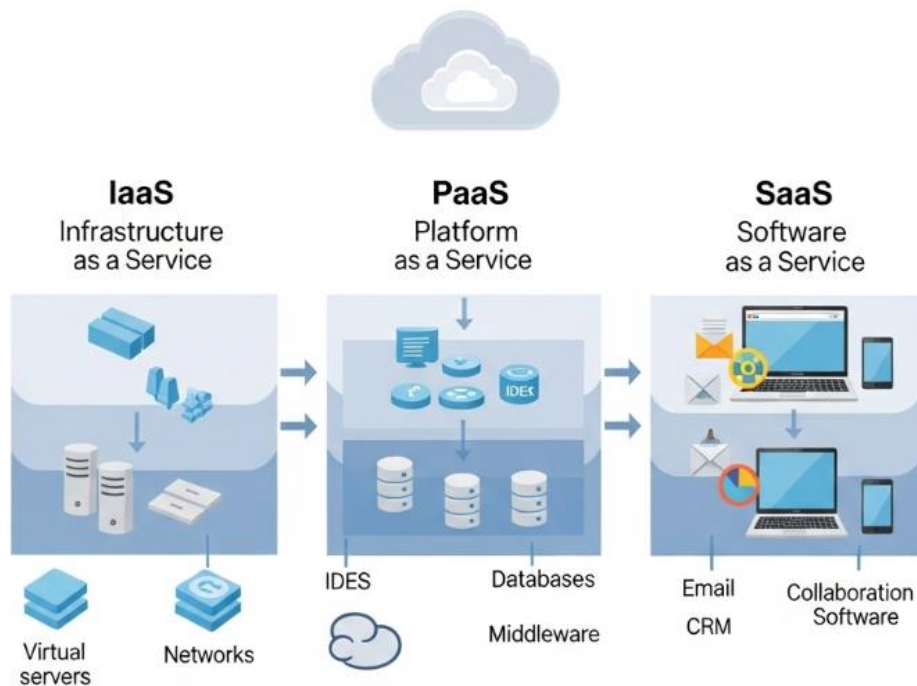 IaaS
Infrastructure
as a Service
PaaS
Platform
as a Service
SaaS
Software
as a Service
IDES
IDES
Databases
Middleware
Virtual
servers
Networks
Email
CRM
Collaboration
Software